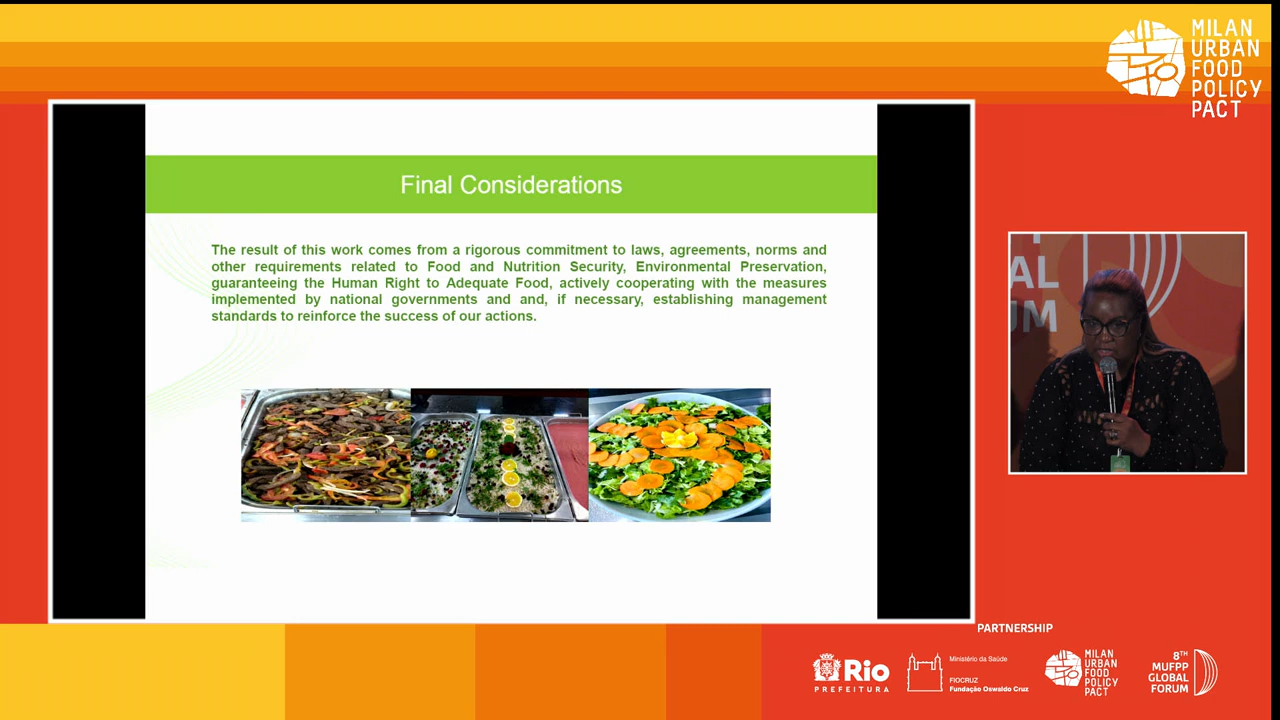 MILAN
URBAN
FOOD
POLICY
PACT
Final Considerations
The result of this work comes from a rigorous commitment to laws, agreements, norms and
other requirements related to Food and Nutrition Security, Environmental Preservation,
guaranteeing the Human Right to Adequate Food, actively cooperating with the measures
implemented by national governments and and, if necessary, establishing management
standards to reinforce the success of our actions.
AL
UM
PARTNERSHIP
Rio
PREFEITURA
Ministério da Saúde
FIOCRUZ
Fundação Oswaldo Cruz
MILAN
URBAN
FOOD
POLICY
PACT
8TH
MUFPP
GLOBAL
FORUM